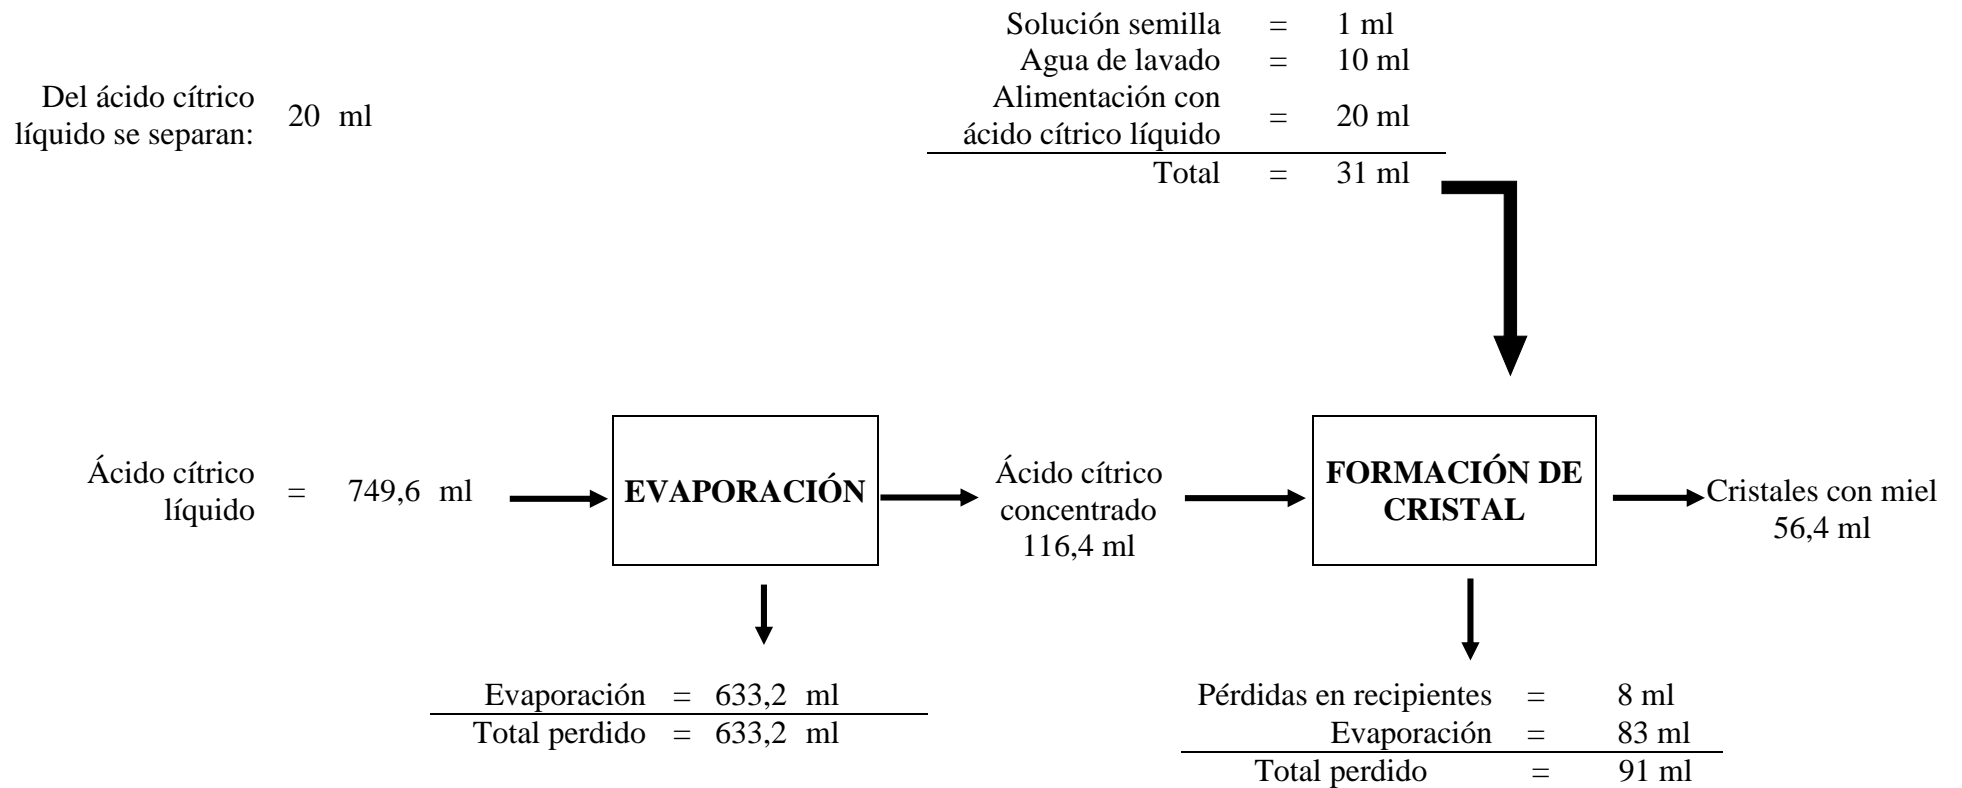 Solución semilla = 1 ml
Agua de lavado = 10 ml
Alimentación con
ácido cítrico líquido = 20 ml
Total = 31 ml
Del ácido cítrico
líquido se separan: 20 ml
Ácido cítrico
líquido = 749,6 ml
EVAPORACIÓN
Ácido cítrico
concentrado
116,4 ml
FORMACIÓN DE
CRISTAL
Cristales con miel
56,4 ml
Evaporación = 633,2 ml
Total perdido = 633,2 ml
Pérdidas en recipientes = 8 ml
Evaporación = 83 ml
Total perdido = 91 ml